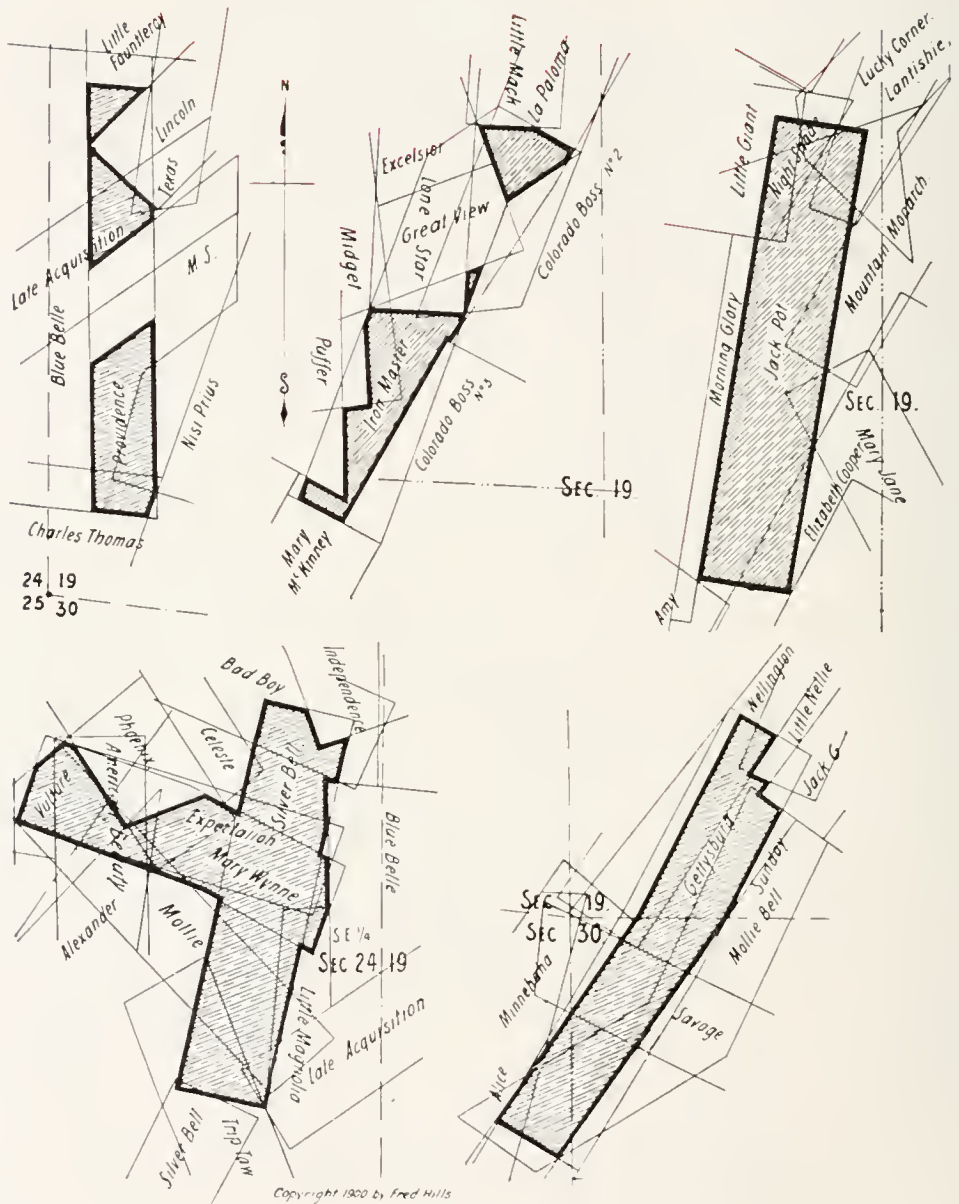 Little
Fauntleroy
Lincoln
Texas
Late Acquisition
M.S.
Blue Belle
Providence
Nisi Prius
Charles Thomas
24 19
25 30
N
S
Little Mack
La Paloma
Excelsior
Lone Star
Great View
Colorado Boss Nº 2
Midget
Puffer
Iron Master
Colorado Boss
Nº 3
SEC 19
Mary
McKinney
Lucky Corner.
Lantishie,
Little Giant
Night Spade
Mountain Monarch.
Morning Glory
Jack Pot
SEC 19.
Mary Jane
Elizabeth Cooper
Amy
Bad Boy
Independence
Phoenix
Celeste
Vulture
Silver Bell
Expectation
Mary Wynne
Blue Belle
Alexander
Mollie
S E ¼
SEC 24 19
Little Magnolia
Late Acquisition
Silver Bell
Trip Taw
Nellington
Little Nellie
Jack G
Gettysburg
Sunday
Mollie Bell
SEC 19.
SEC 30.
Minnehaha
Savage
Alice
Copyright 1900 by Fred Hills